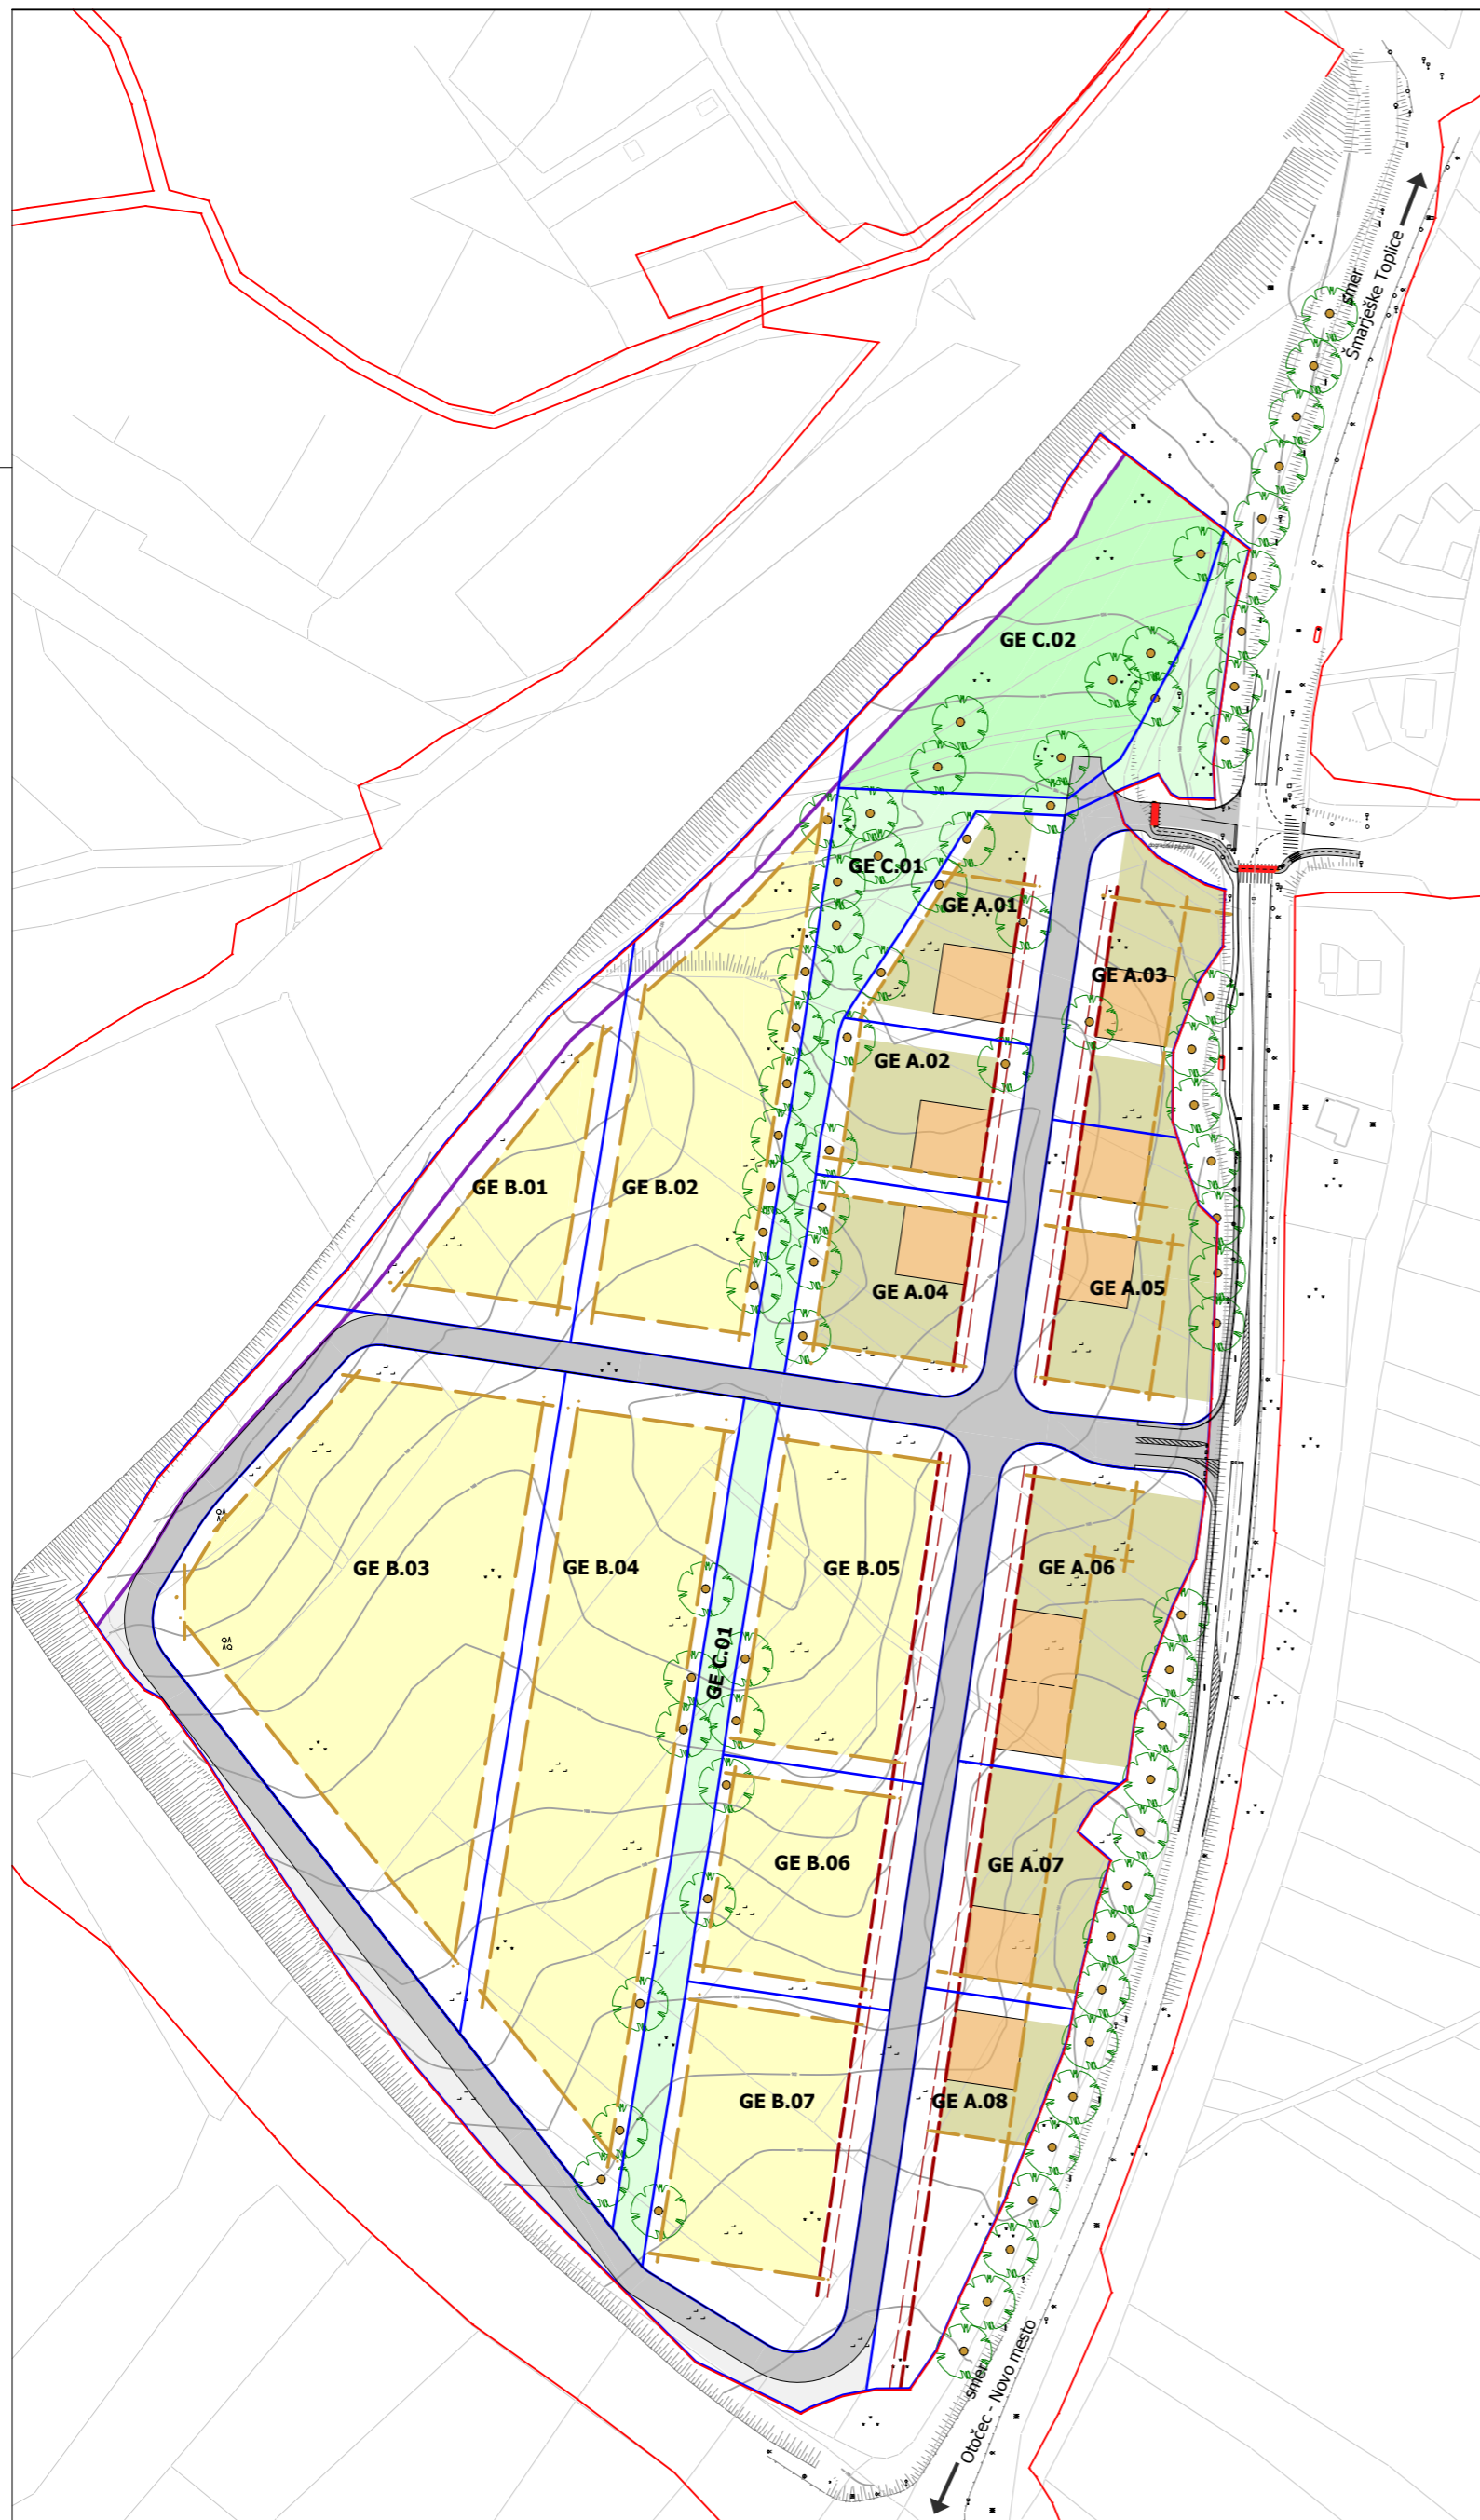 smer
Šmarješke Toplice
GE C.02
GE C.01
GE A.01
GE A.03
GE A.02
GE B.01
GE B.02
GE A.04
GE A.05
GE B.03
GE B.04
GE B.05
GE A.06
GE C.01
GE B.06
GE A.07
GE B.07
GE A.08
smer
Otočec - Novo mesto